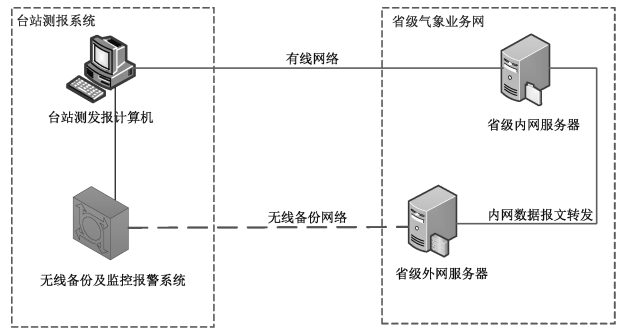 台站测报系统
省级气象业务网
有线网络
台站测发报计算机
省级内网服务器
无线备份网络
内网数据报文转发
无线备份及监控报警系统
省级外网服务器